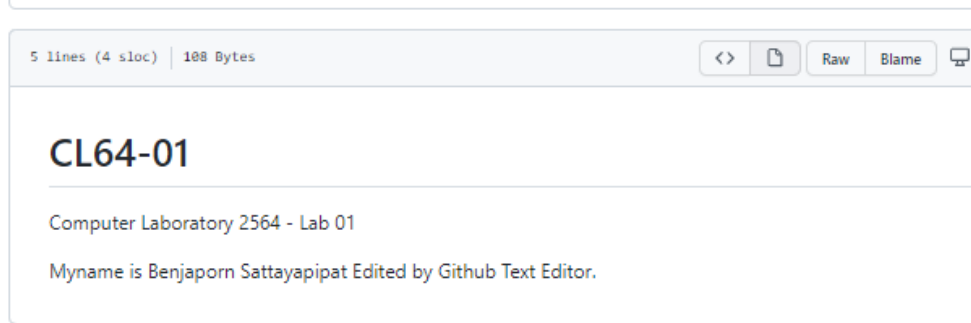 5 lines (4 sloc) 108 Bytes <> Raw Blame
CL64-01
Computer Laboratory 2564 - Lab 01
Myname is Benjaporn Sattayapipat Edited by Github Text Editor.